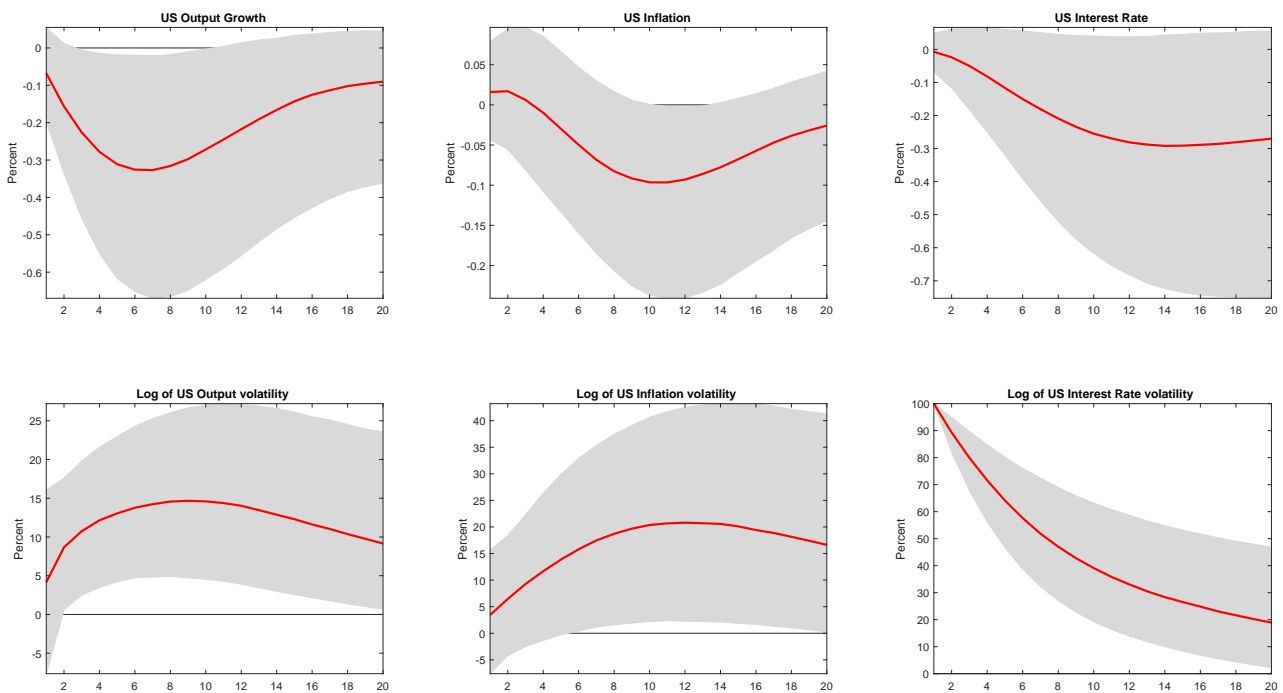 US Output Growth
0
-0.1
-0.2
-0.3
-0.4
-0.5
-0.6
Percent
2 4 6 8 10 12 14 16 18 20
US Inflation
0.05
0
-0.05
-0.1
-0.15
-0.2
Percent
2 4 6 8 10 12 14 16 18 20
US Interest Rate
0
-0.1
-0.2
-0.3
-0.4
-0.5
-0.6
-0.7
Percent
2 4 6 8 10 12 14 16 18 20
Log of US Output volatility
25
20
15
10
5
0
-5
Percent
2 4 6 8 10 12 14 16 18 20
Log of US Inflation volatility
40
35
30
25
20
15
10
5
0
-5
Percent
2 4 6 8 10 12 14 16 18 20
Log of US Interest Rate volatility
100
90
80
70
60
50
40
30
20
10
0
Percent
2 4 6 8 10 12 14 16 18 20